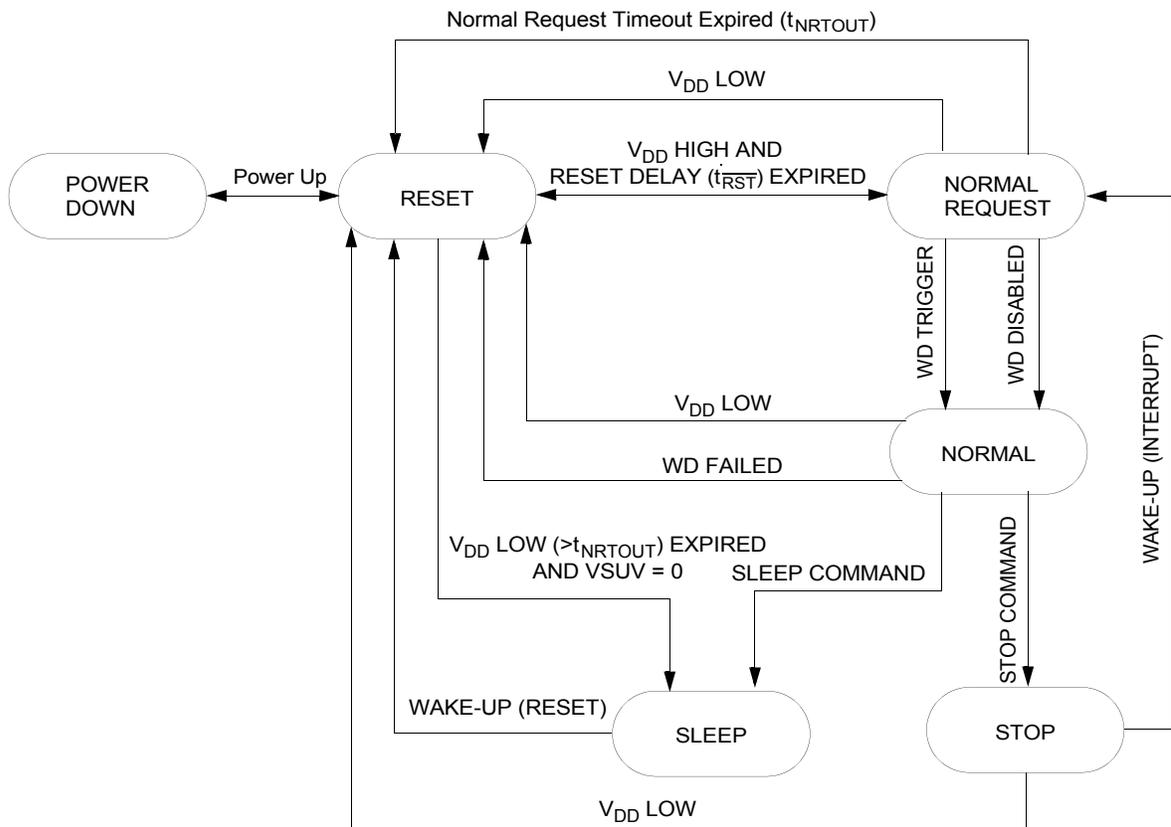 Normal Request Timeout Expired (tNRTOUT)
VDD LOW
VDD HIGH AND
RESET DELAY (tRST) EXPIRED
POWER
DOWN
Power Up
RESET
NORMAL
REQUEST
WD TRIGGER
WD DISABLED
WAKE-UP (INTERRUPT)
VDD LOW
NORMAL
WD FAILED
VDD LOW (>tNRTOUT) EXPIRED
AND VSUV = 0
SLEEP COMMAND
STOP COMMAND
WAKE-UP (RESET)
SLEEP
STOP
VDD LOW